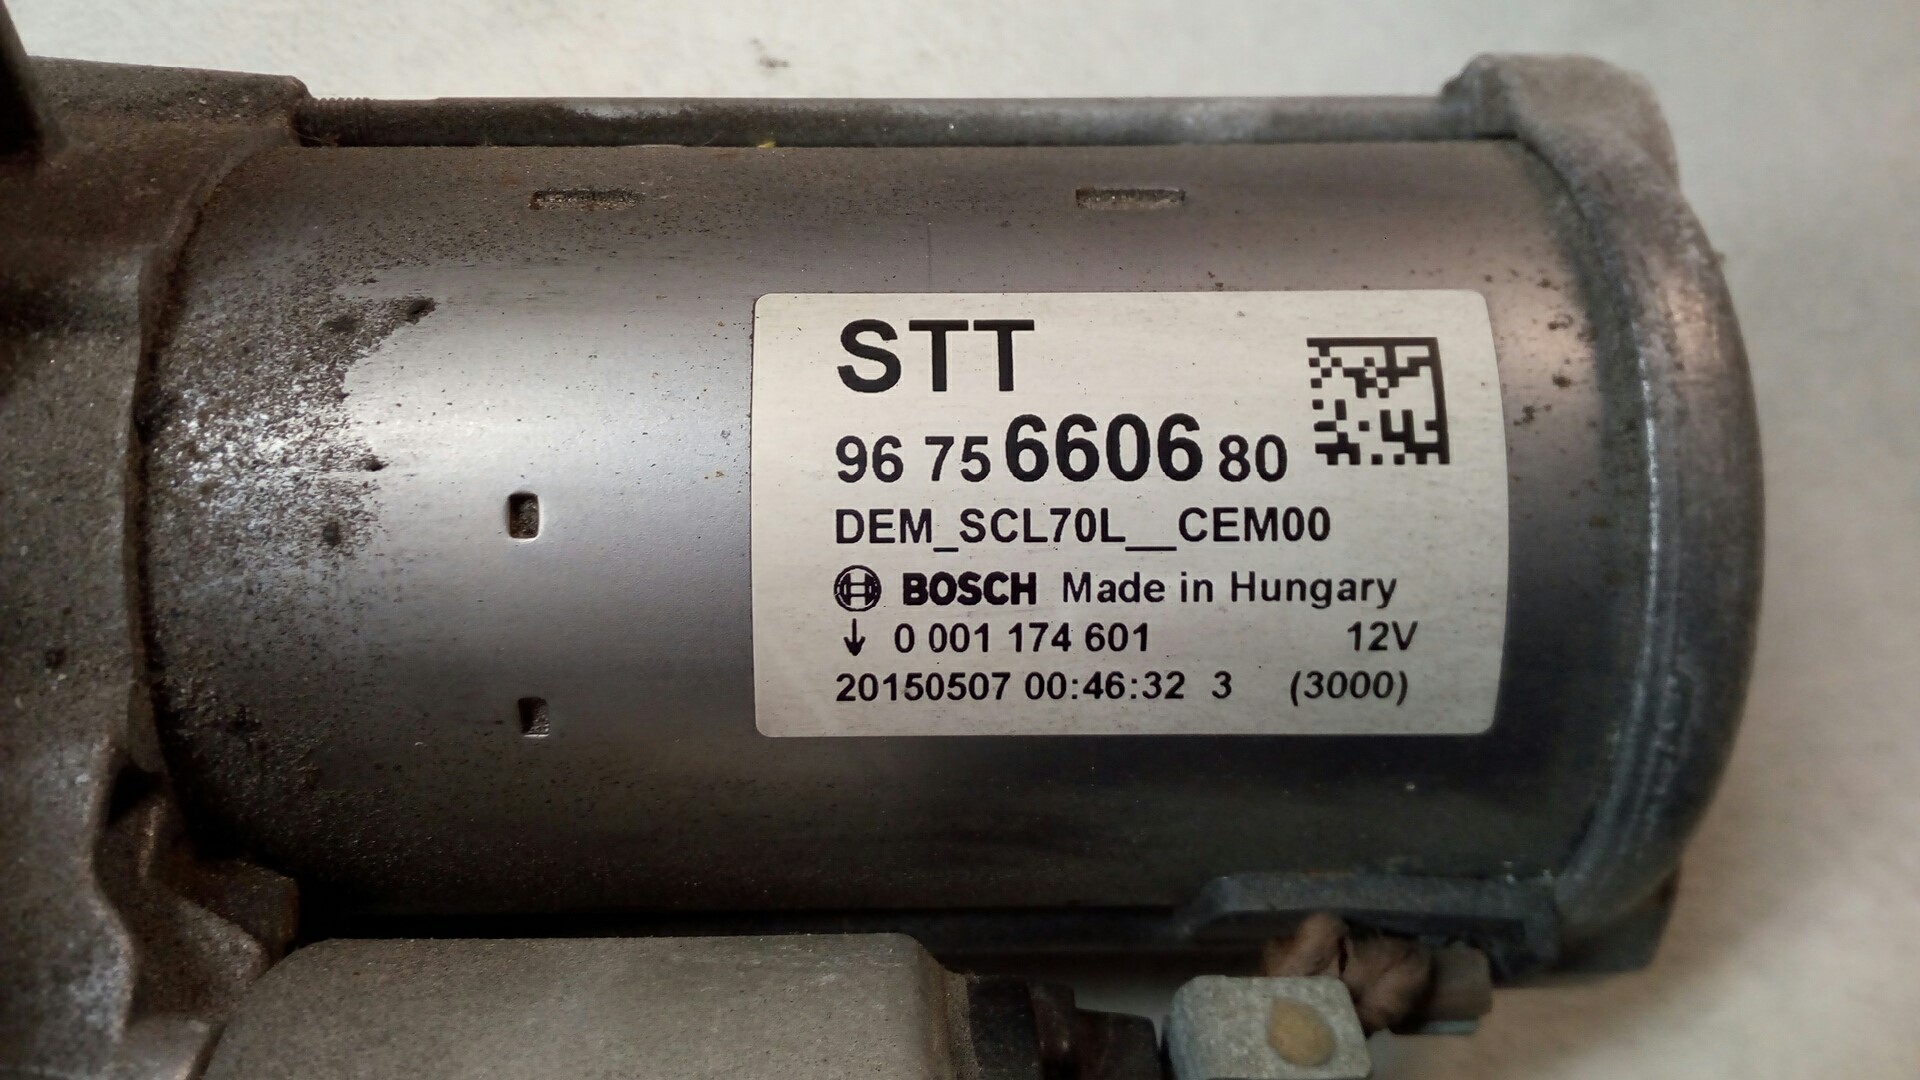 STT
96 75 6606 80
DEM_SCL70L__CEM00
BOSCH Made in Hungary
↓ 0 001 174 601 12V
20150507 00:46:32 3 (3000)